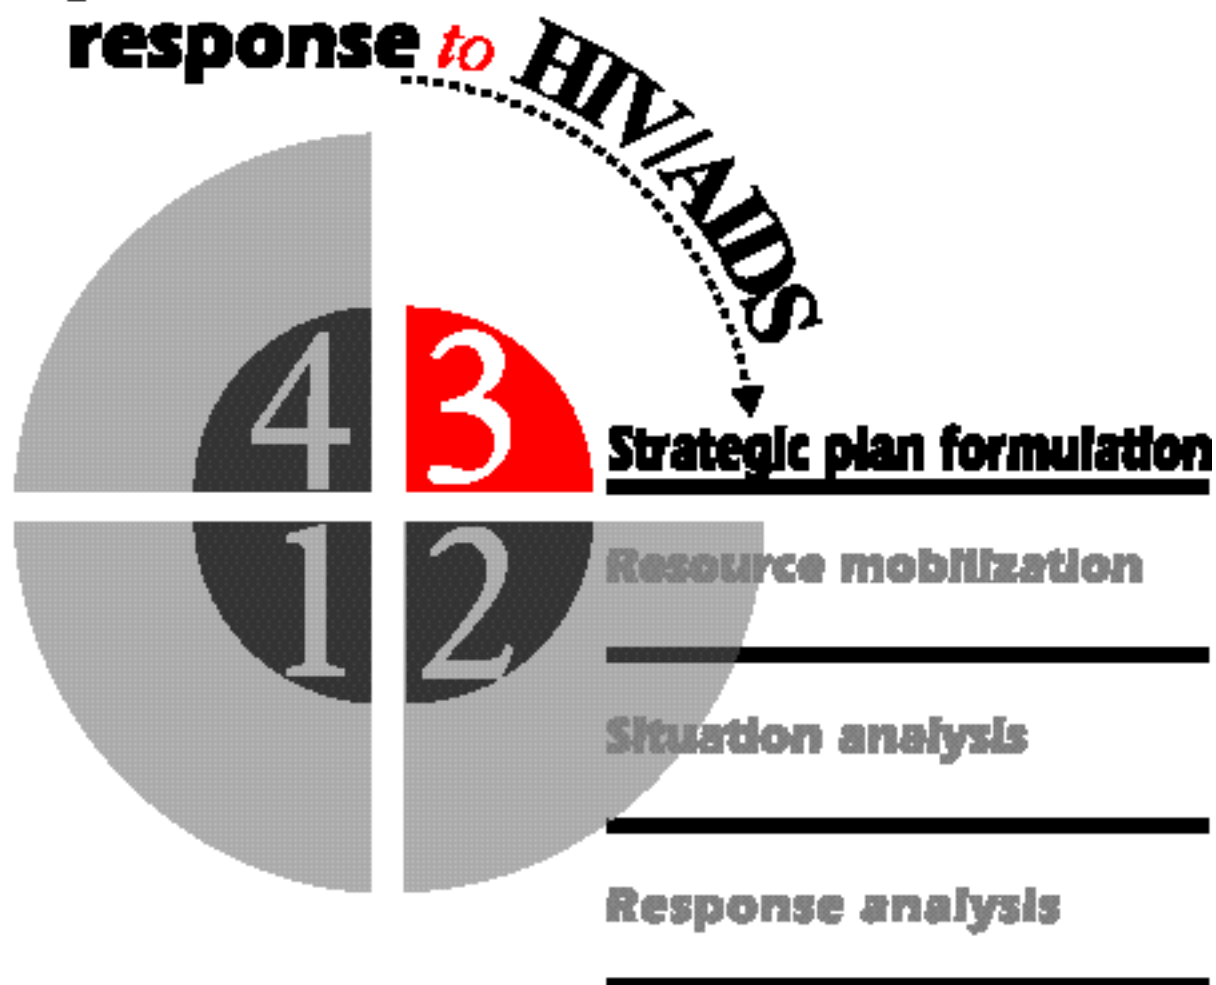 response to HIV/AIDS
4 3
Strategic plan formulation
1 2
Resource mobilization
Situation analysis
Response analysis